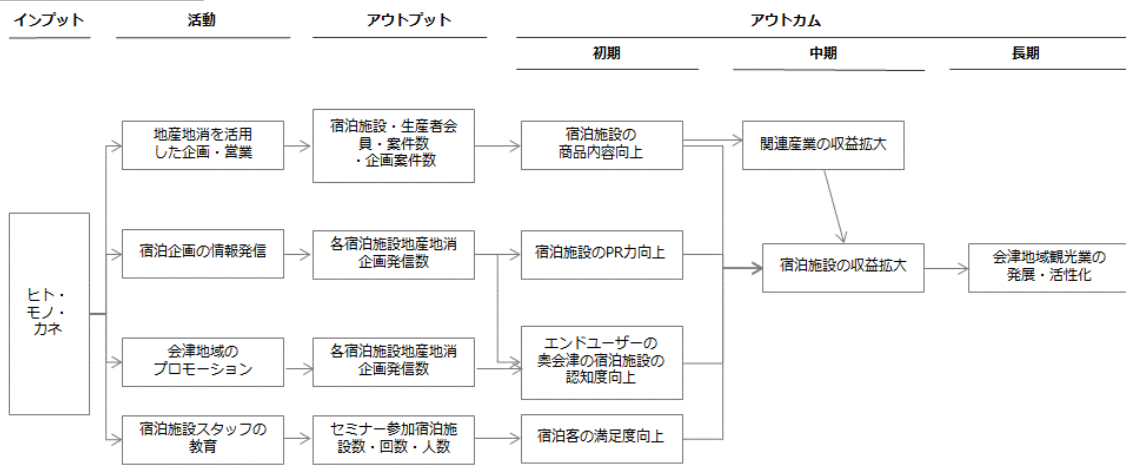 インプット
活動
アウトプット
アウトカム
初期
中期
長期
ヒト・
モノ・
カネ
地産地消を活用
した企画・営業
宿泊施設・生産者会
員・案件数
・企画案件数
宿泊施設の
商品内容向上
関連産業の収益拡大
宿泊企画の情報発信
各宿泊施設地産地消
企画発信数
宿泊施設のPR力向上
宿泊施設の収益拡大
会津地域観光業の
発展・活性化
会津地域の
プロモーション
各宿泊施設地産地消
企画発信数
エンドユーザーの
奥会津の宿泊施設の
認知度向上
宿泊施設スタッフの
教育
セミナー参加宿泊施
設数・回数・人数
宿泊客の満足度向上